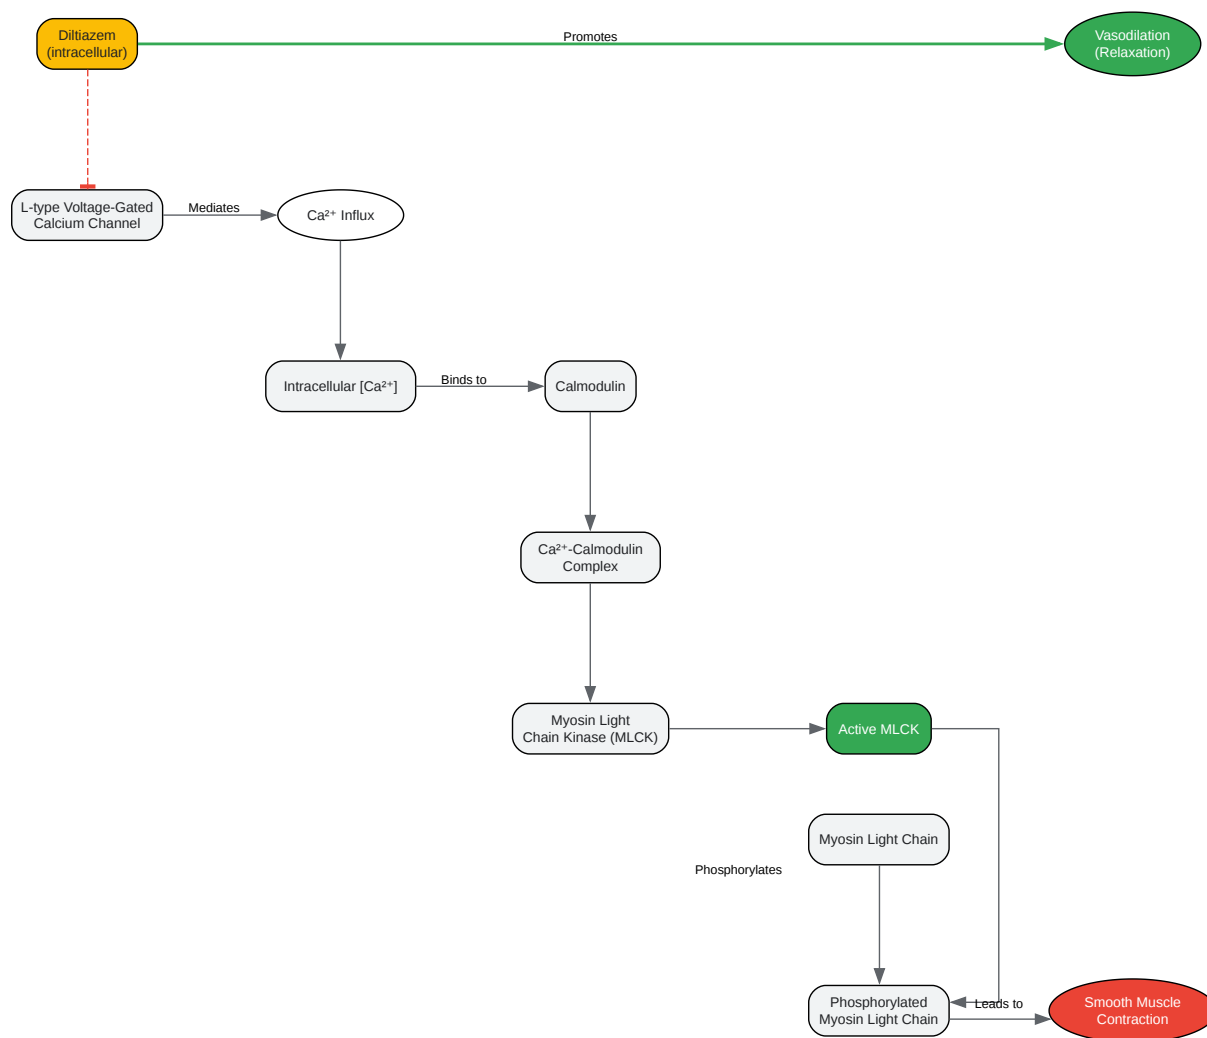 Diltiazem
(intracellular)
Promotes
Vasodilation
(Relaxation)
L-type Voltage-Gated
Calcium Channel
Mediates
Ca²⁺ Influx
Intracellular [Ca²⁺]
Binds to
Calmodulin
Ca²⁺-Calmodulin
Complex
Myosin Light
Chain Kinase (MLCK)
Active MLCK
Myosin Light Chain
Phosphorylates
Phosphorylated
Myosin Light Chain
Leads to
Smooth Muscle
Contraction